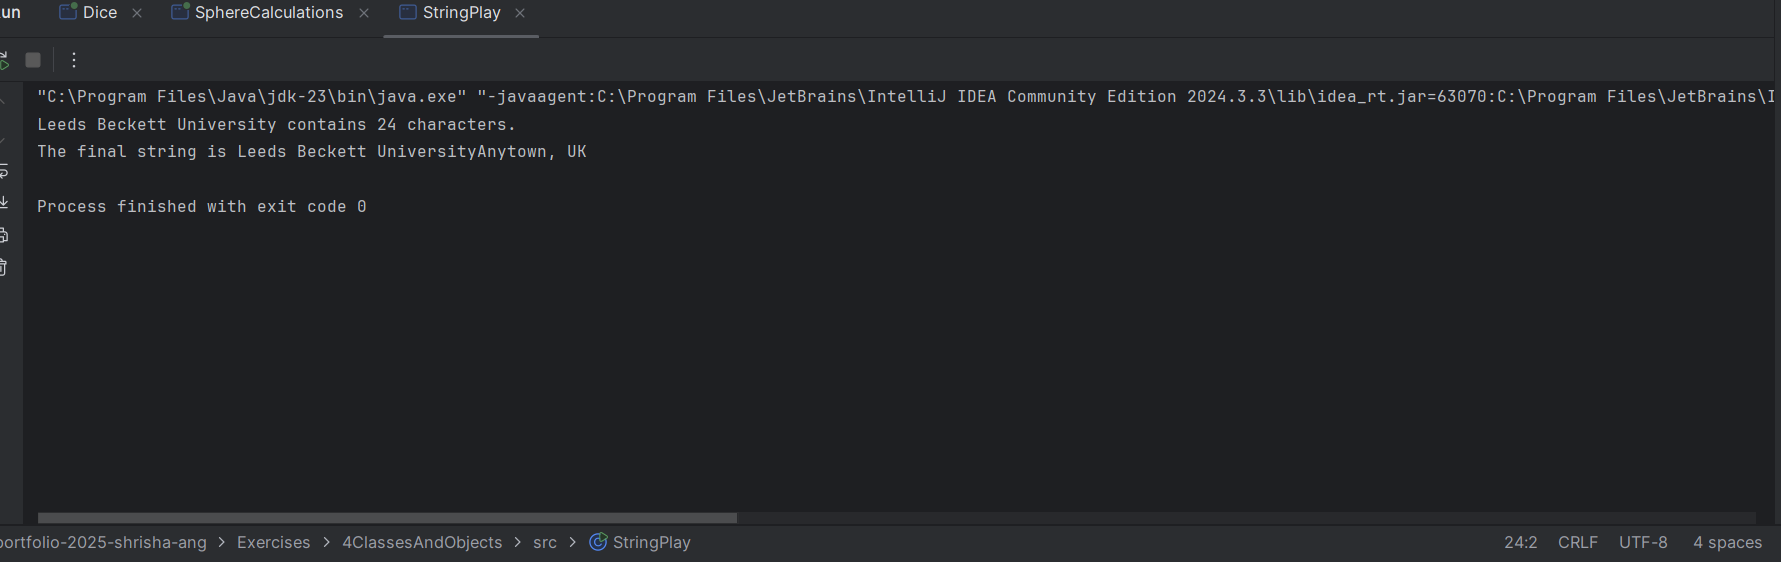 Dice SphereCalculations StringPlay
"C:\Program Files\Java\jdk-23\bin\java.exe" "-javaagent:C:\Program Files\JetBrains\IntelliJ IDEA Community Edition 2024.3.3\lib\idea_rt.jar=63070:C:\Program Files\JetBrains\I
Leeds Beckett University contains 24 characters.
The final string is Leeds Beckett UniversityAnytown, UK
Process finished with exit code 0
portfolio-2025-shrisha-ang > Exercises > 4ClassesAndObjects > src > StringPlay 24:2 CRLF UTF-8 4 spaces